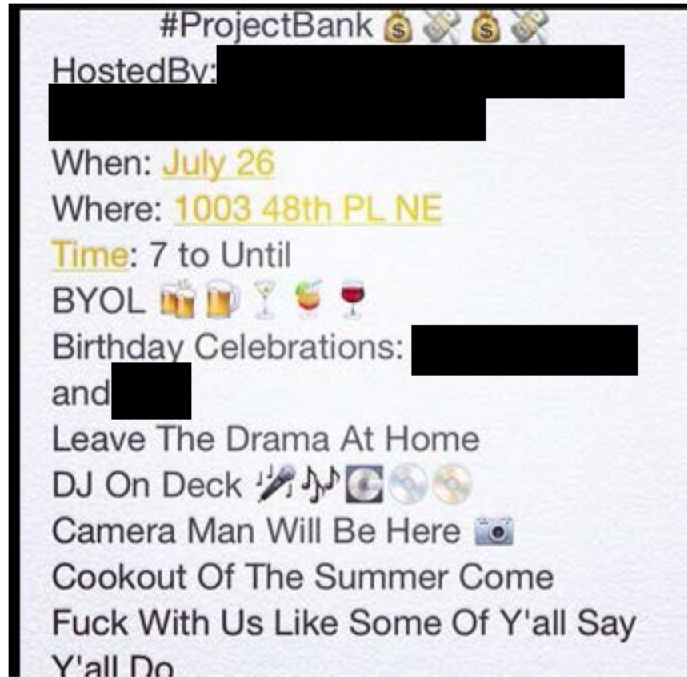 #ProjectBank 💰💸💰💸
HostedBy:
When: July 26
Where: 1003 48th PL NE
Time: 7 to Until
BYOL 🍻🍺🍸🍹🍷
Birthday Celebrations:
and
Leave The Drama At Home
DJ On Deck 🎤🎶💽💿📀
Camera Man Will Be Here 📷
Cookout Of The Summer Come
Fuck With Us Like Some Of Y'all Say
Y'all Do